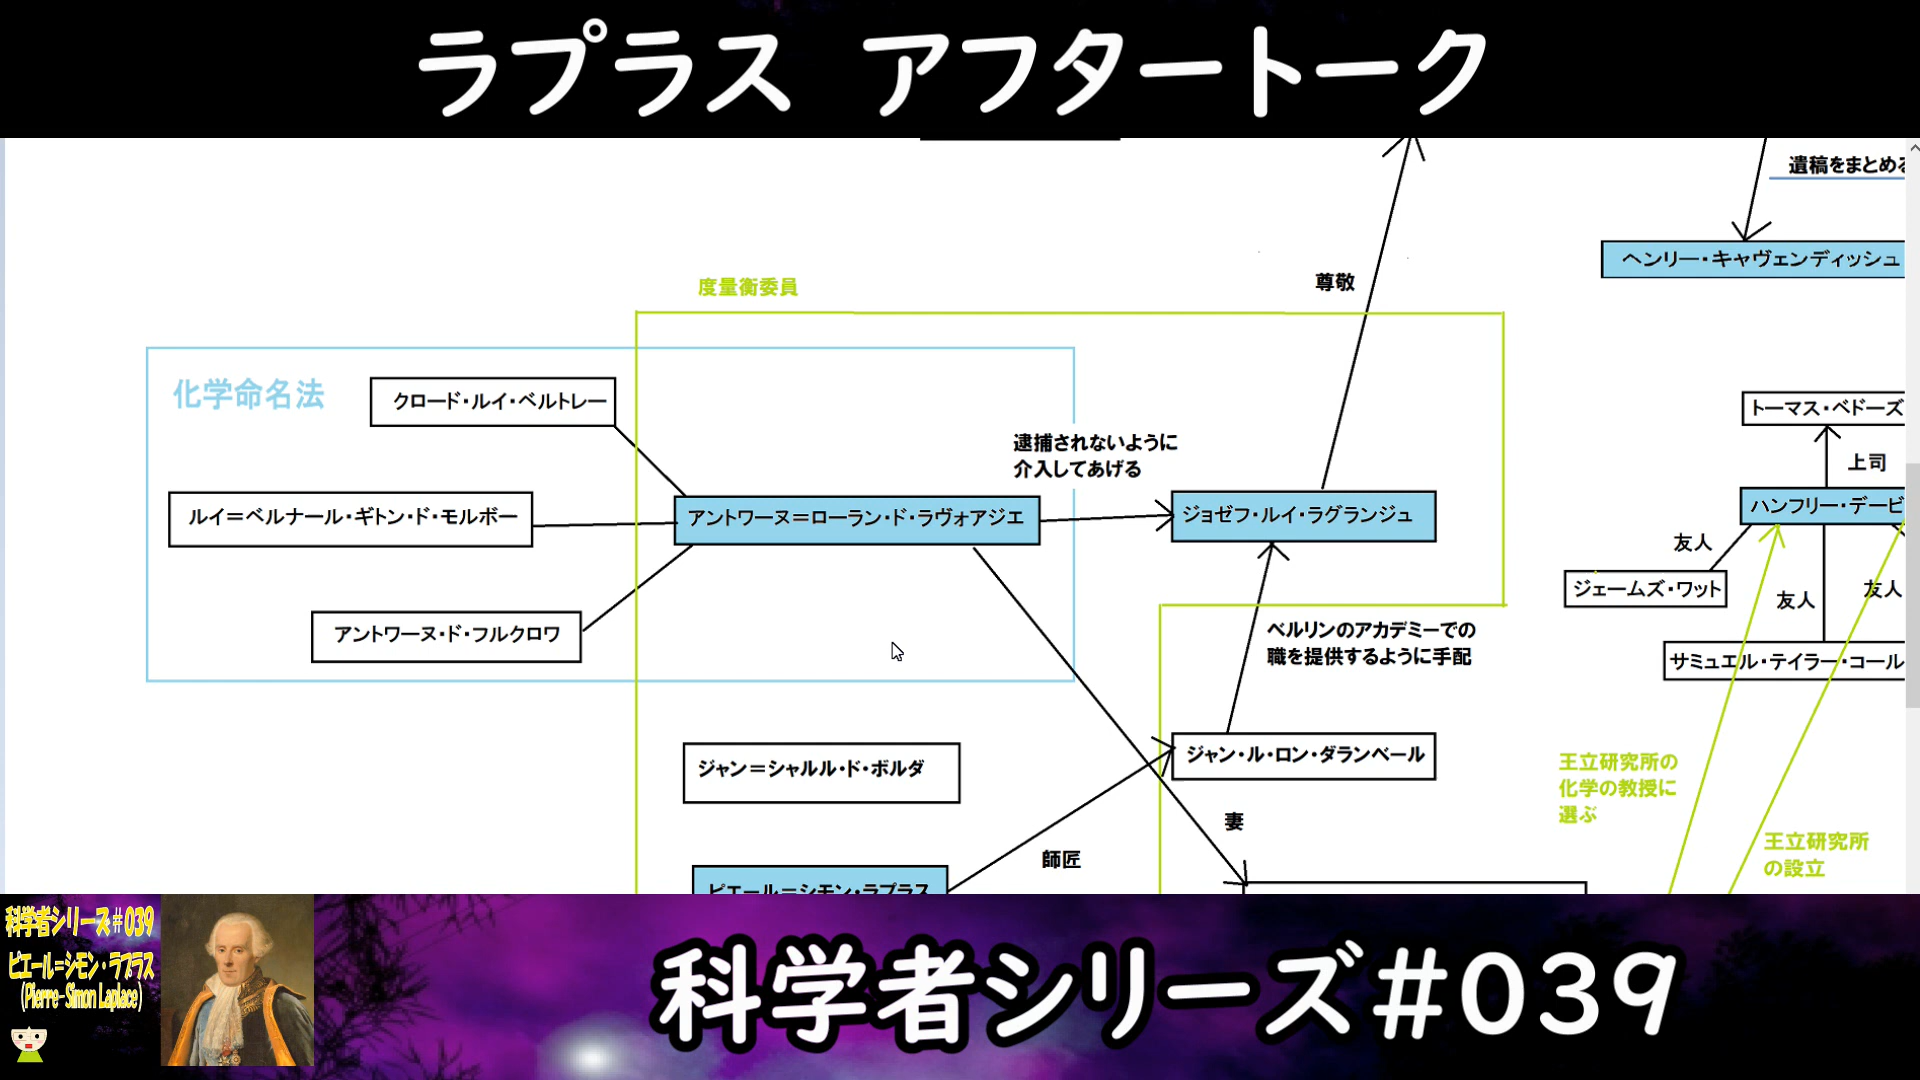 ラプラス アフタートーク
遺稿をまとめる
ヘンリー・キャヴェンディッシュ
尊敬
度量衡委員
化学命名法
クロード・ルイ・ベルトレー
トーマス・ベドーズ
逮捕されないように
介入してあげる
上司
ルイ＝ベルナール・ギトン・ド・モルボー
アントワーヌ＝ローラン・ド・ラヴォアジエ
ジョゼフ・ルイ・ラグランジュ
ハンフリー・デービ
友人
ジェームズ・ワット
友人
友人
アントワーヌ・ド・フルクロワ
ベルリンのアカデミーでの
職を提供するように手配
サミュエル・テイラー・コール
ジャン＝シャルル・ド・ボルダ
ジャン・ル・ロン・ダランベール
王立研究所の
化学の教授に
選ぶ
妻
師匠
王立研究所
の設立
ピエール＝シモン・ラプラス
科学者シリーズ＃039
ピエール＝シモン・ラプラス
(Pierre-Simon Laplace)
科学者シリーズ＃039